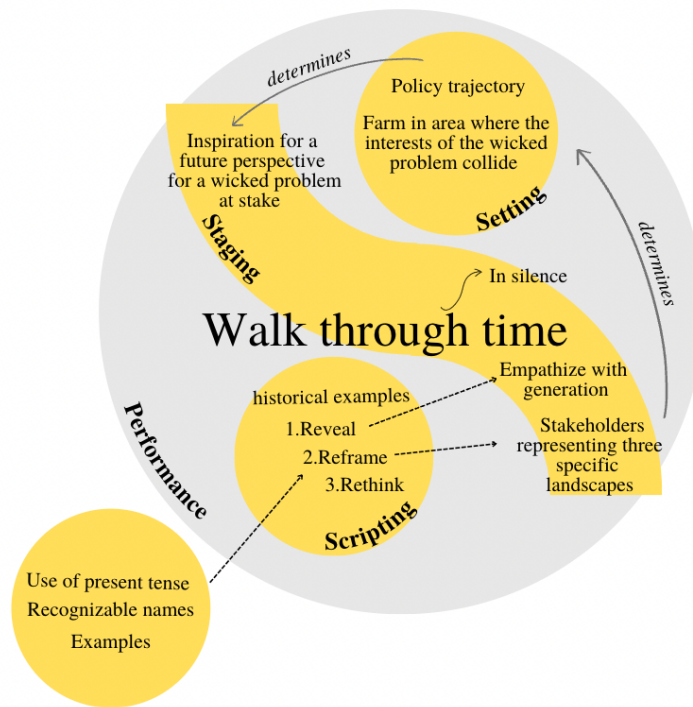 determines
Policy trajectory
Farm in area where the
interests of the wicked
problem collide
Setting
Inspiration for a
future perspective
for a wicked problem
at stake
Staging
determines
In silence
Walk through time
Empathize with
generation
Stakeholders
representing three
specific
landscapes
historical examples
1.Reveal
2.Reframe
3.Rethink
Scripting
Performance
Use of present tense
Recognizable names
Examples